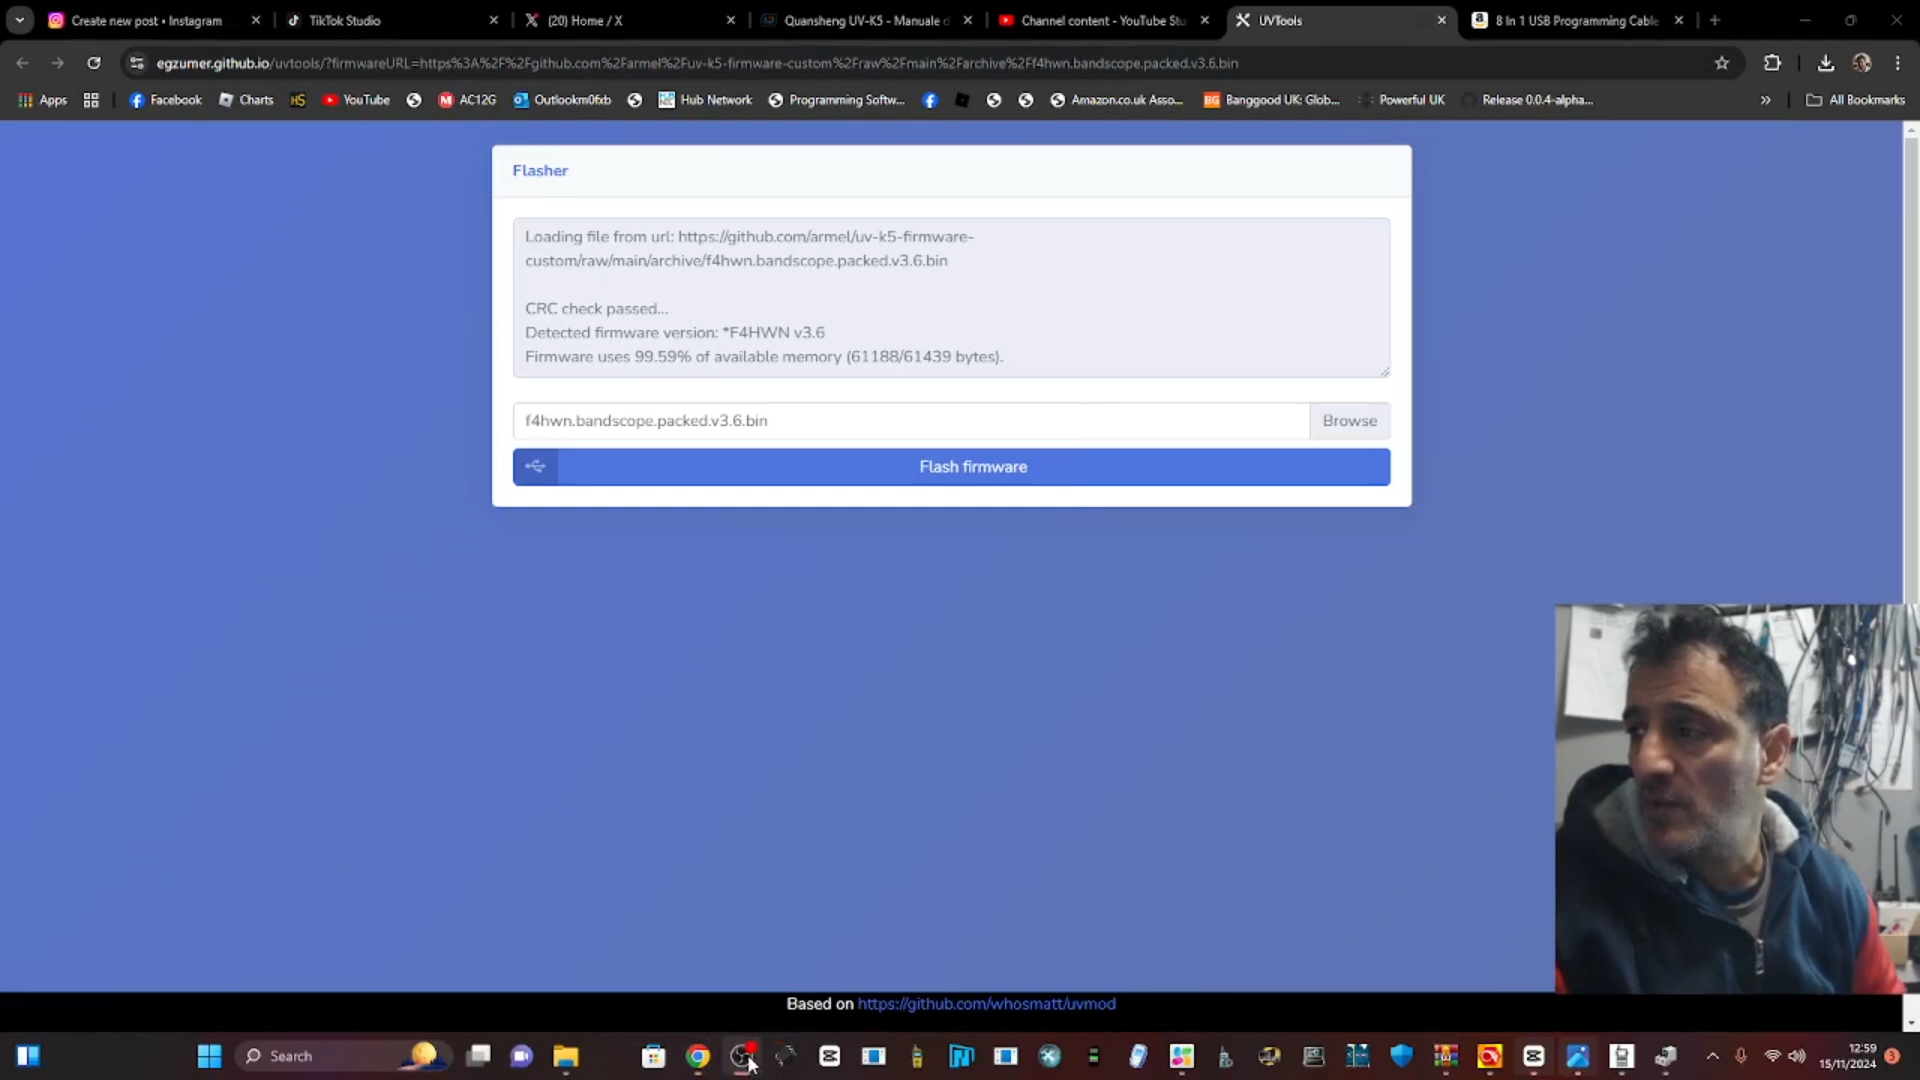 Create new post • Instagram
TikTok Studio
(20) Home / X
Quansheng UV-K5 - Manuale d
Channel content - YouTube Stu
UVTools
8 In 1 USB Programming Cable
egzumer.github.io/uvtools/?firmwareURL=https%3A%2F%2Fgithub.com%2Farmel%2Fuv-k5-firmware-custom%2Fraw%2Fmain%2Farchive%2Ff4hwn.bandscope.packed.v3.6.bin
Apps
Facebook
Charts
HS
YouTube
AC12G
Outlookm0fxb
Hub Network
Programming Softw...
Amazon.co.uk Asso...
BG Banggood UK: Glob...
Powerful UK
Release 0.0.4-alpha...
All Bookmarks
Flasher
Loading file from url: https://github.com/armel/uv-k5-firmware-
custom/raw/main/archive/f4hwn.bandscope.packed.v3.6.bin
CRC check passed...
Detected firmware version: *F4HWN v3.6
Firmware uses 99.59% of available memory (61188/61439 bytes).
f4hwn.bandscope.packed.v3.6.bin
Browse
Flash firmware
Based on https://github.com/whosmatt/uvmod
Search
12:59
15/11/2024
3